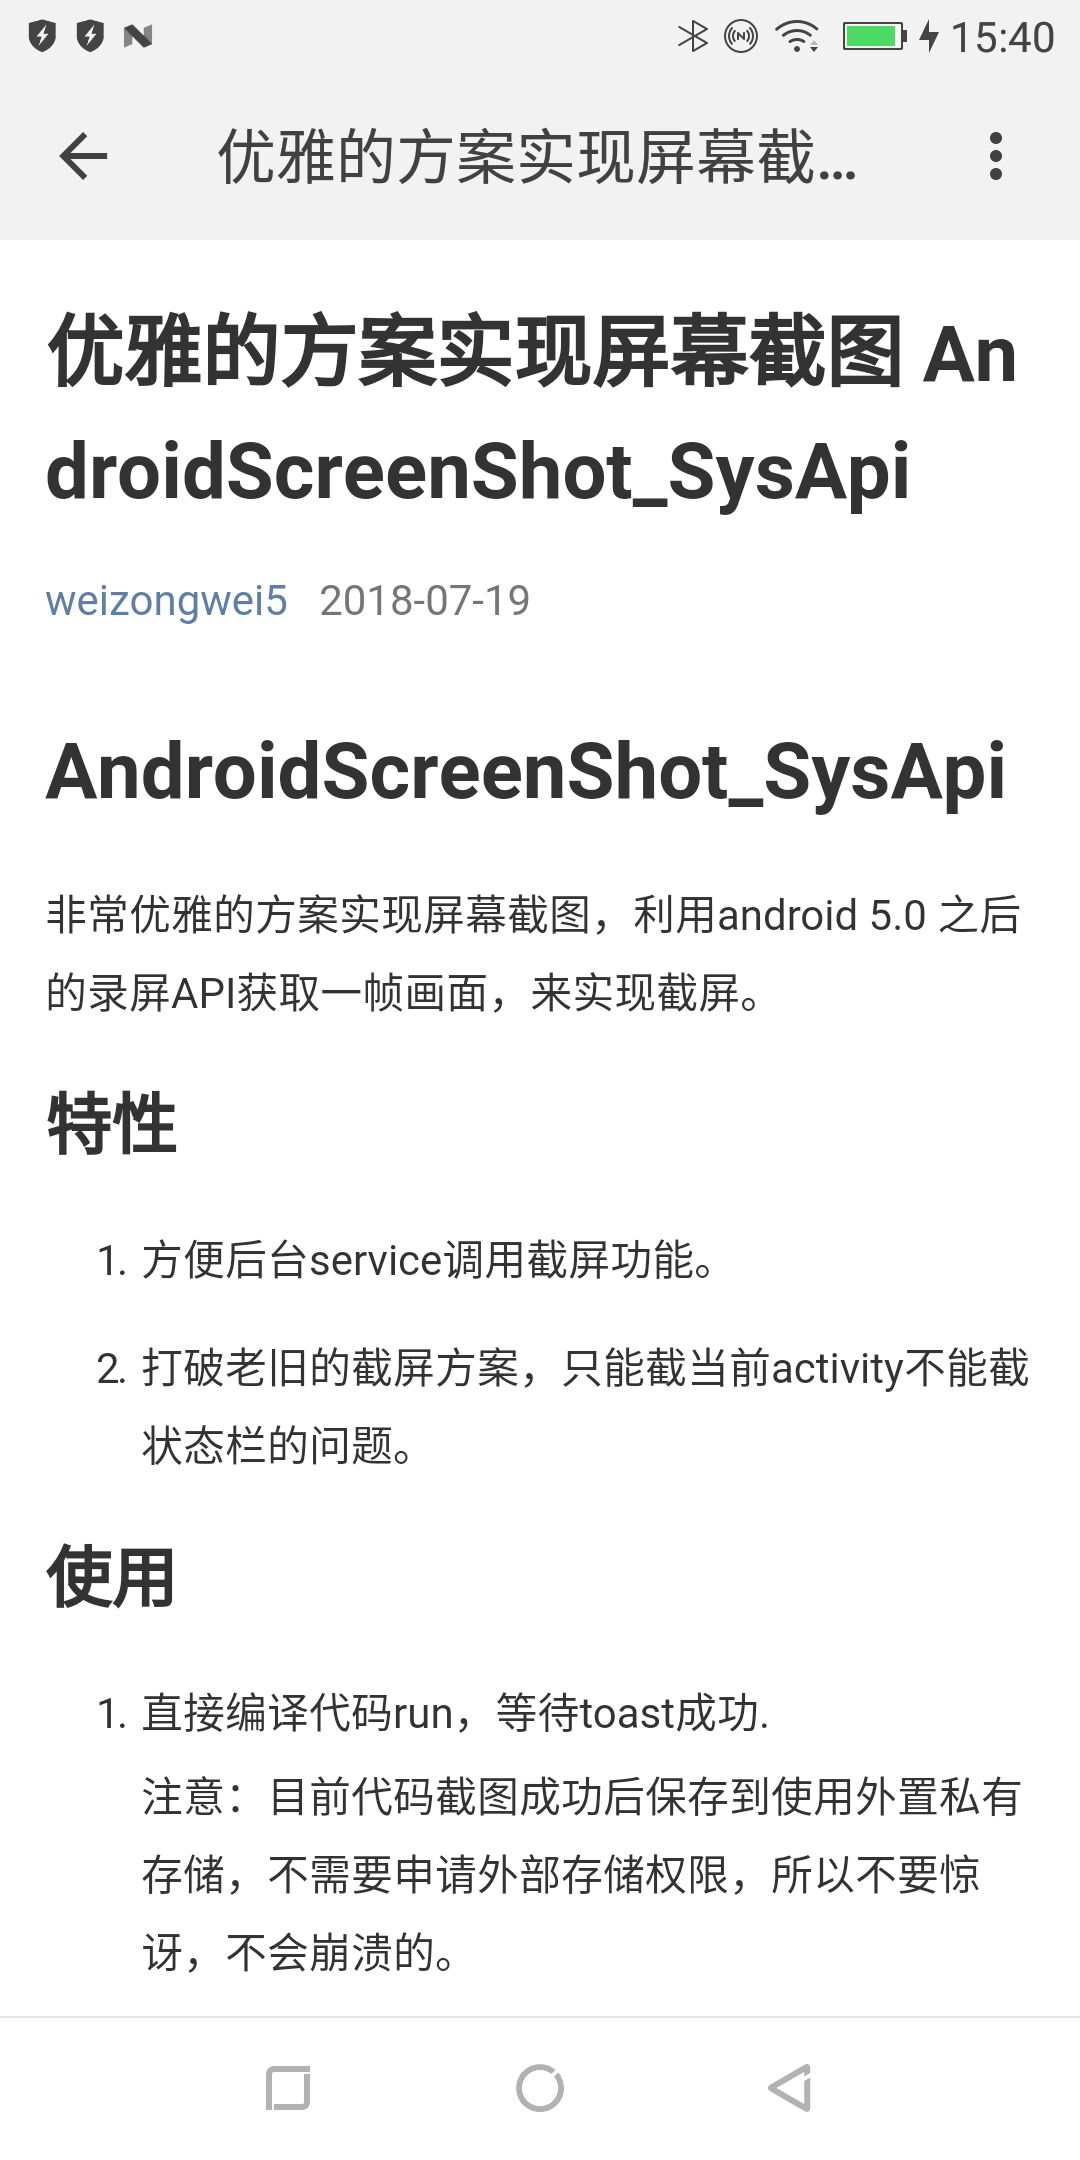 15:40
优雅的方案实现屏幕截...
优雅的方案实现屏幕截图 An
droidScreenShot_SysApi
weizongwei5 2018-07-19
AndroidScreenShot_SysApi
非常优雅的方案实现屏幕截图，利用android 5.0 之后
的录屏API获取一帧画面，来实现截屏。
特性
1. 方便后台service调用截屏功能。
2. 打破老旧的截屏方案，只能截当前activity不能截
状态栏的问题。
使用
1. 直接编译代码run，等待toast成功.
注意：目前代码截图成功后保存到使用外置私有
存储，不需要申请外部存储权限，所以不要惊
讶，不会崩溃的。